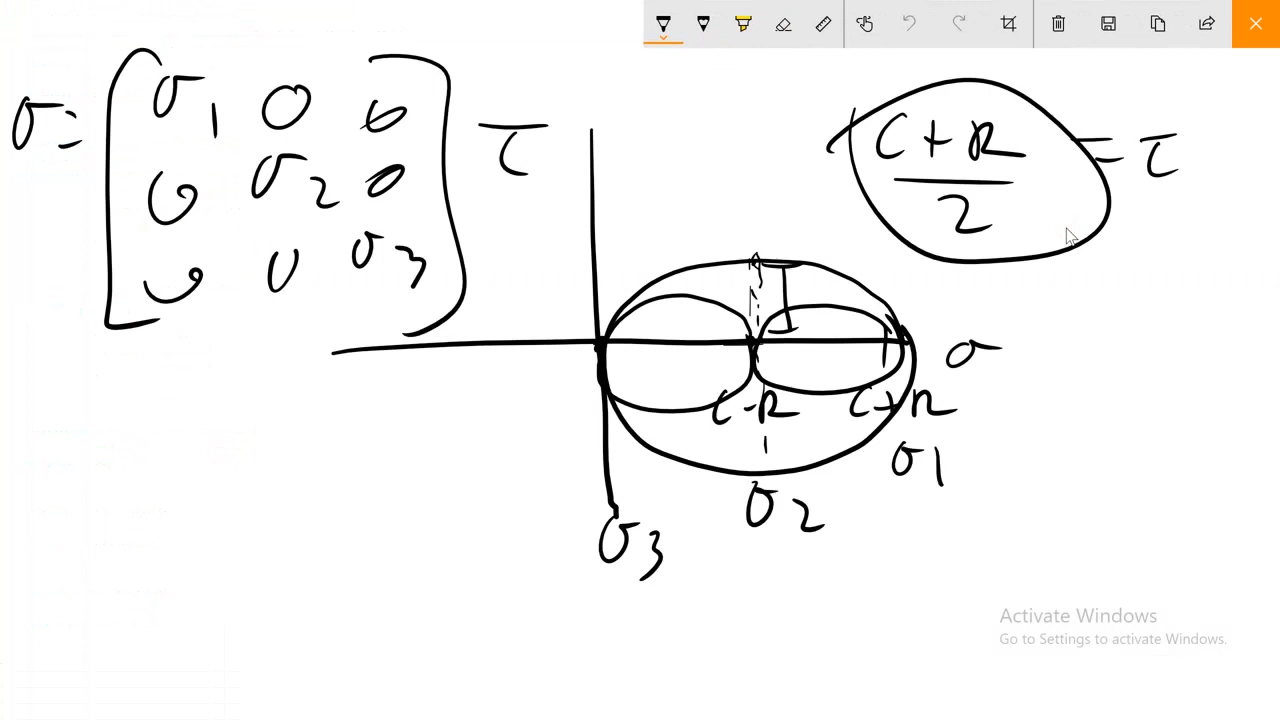 σ = [ σ1 0 0
0 σ2 0
0 0 σ3 ]
τ
C+R
2
= τ
σ
C-R C+R
σ1
σ2
σ3
Activate Windows
Go to Settings to activate Windows.